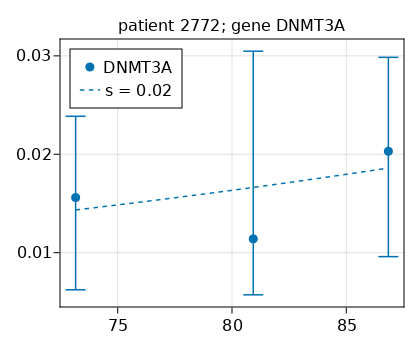 patient 2772; gene DNMT3A
0.03
DNMT3A
s = 0.02
0.02
0.01
75
80
85